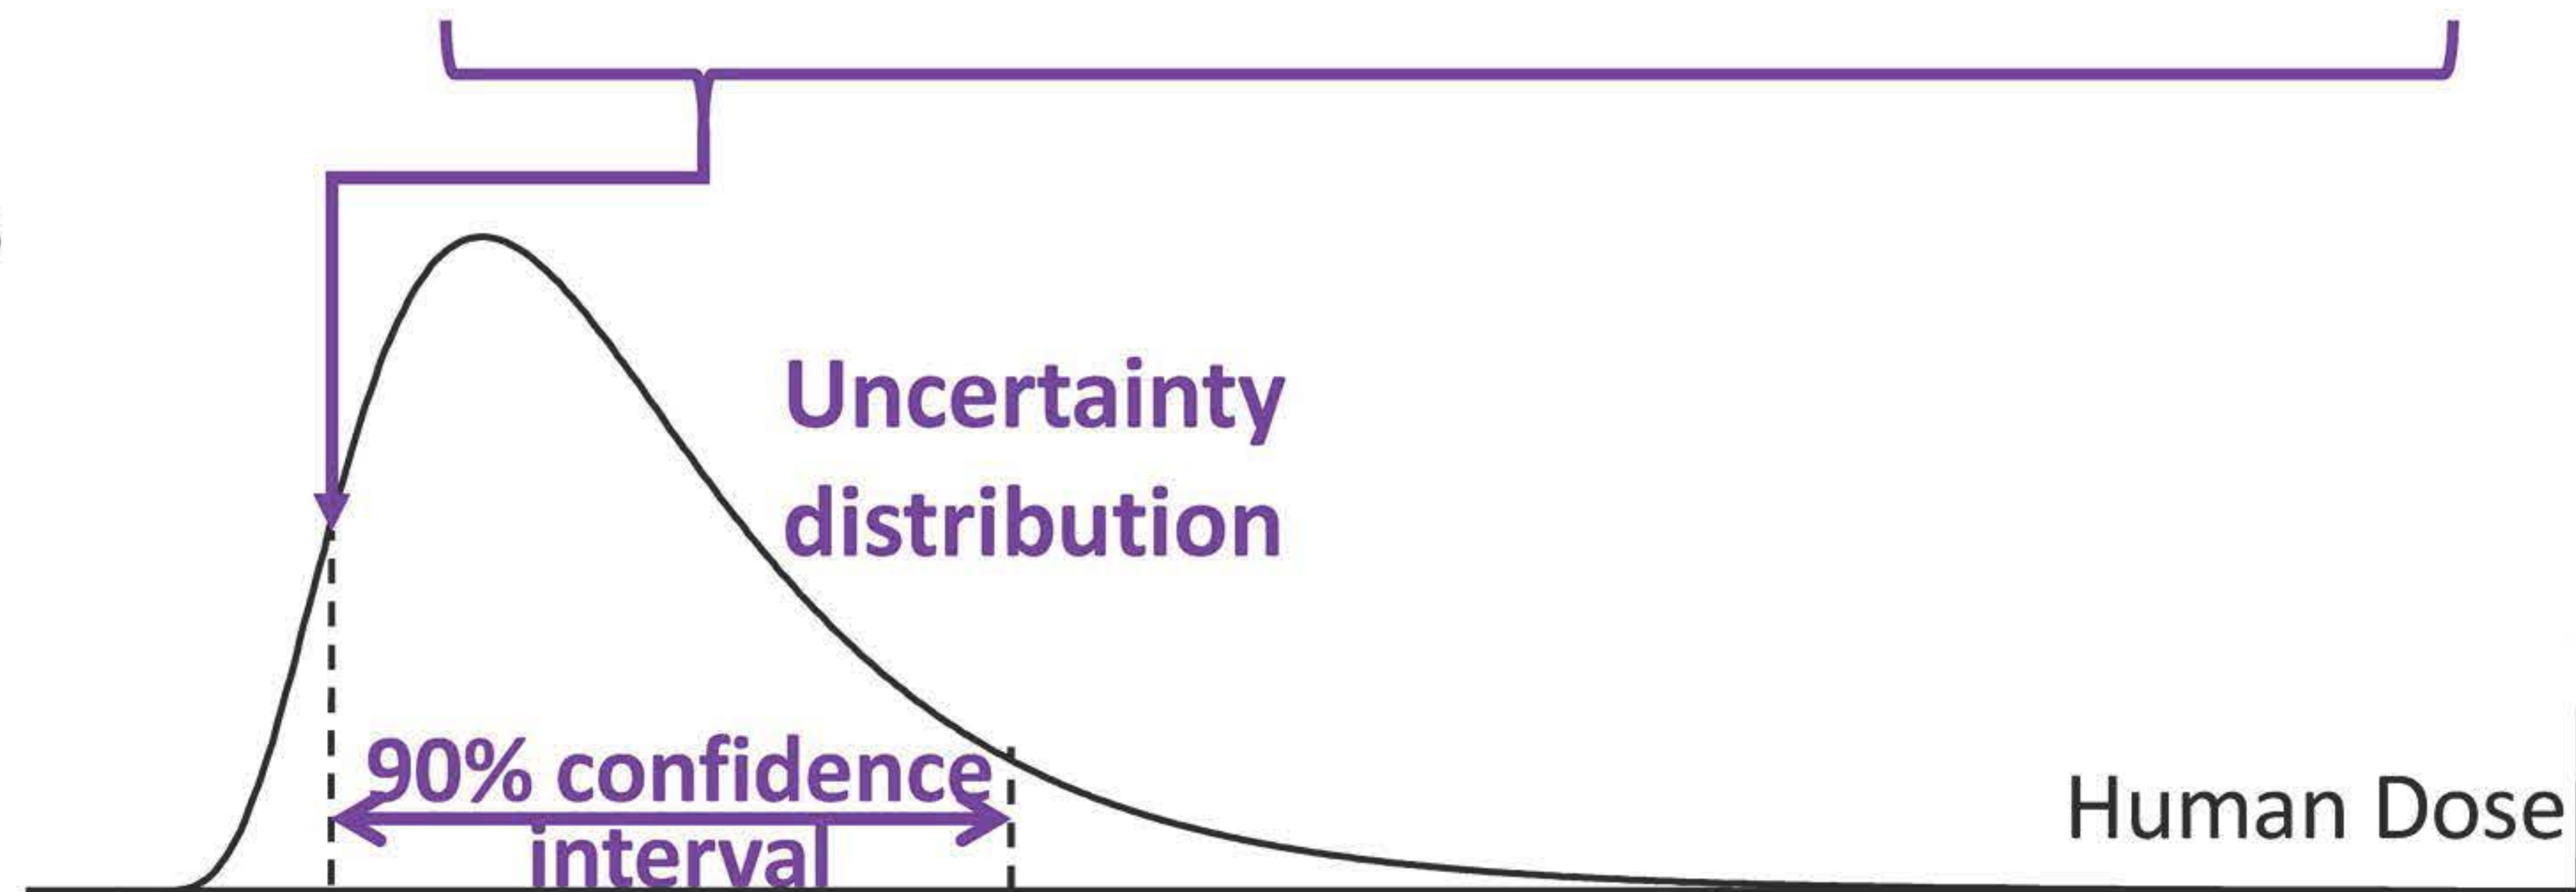 Uncertainty
distribution
90% confidence
interval
Human Dose